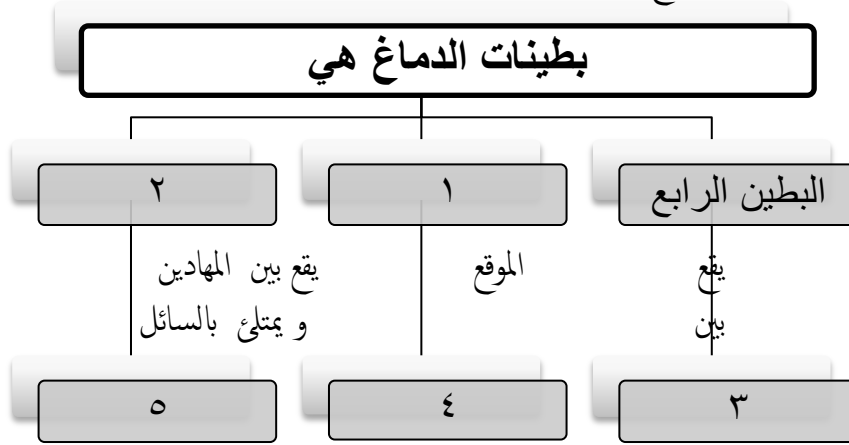 بطينات الدماغ هي
البطين الرابع
١
٢
يقع
بين
الموقع
يقع بين المهادين
و يمتلئ بالسائل
٣
٤
٥